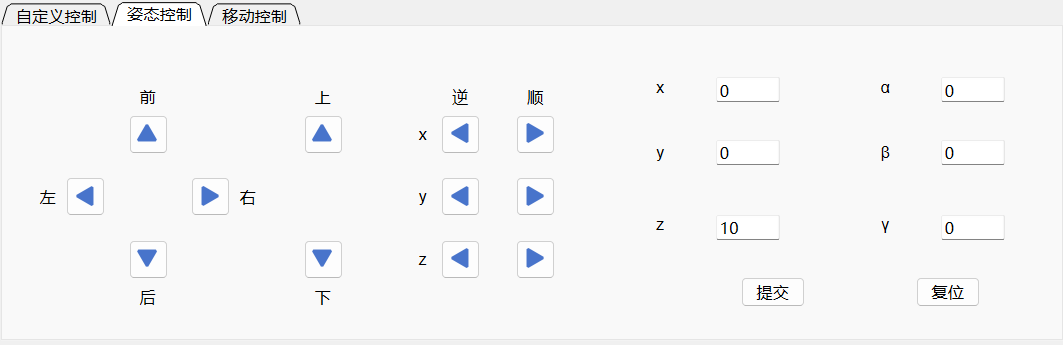 自定义控制 姿态控制 移动控制
前 上 逆 顺 x 0 α 0
x
y 0 β 0
左 右 y
z 10 γ 0
z
后 下 提交 复位